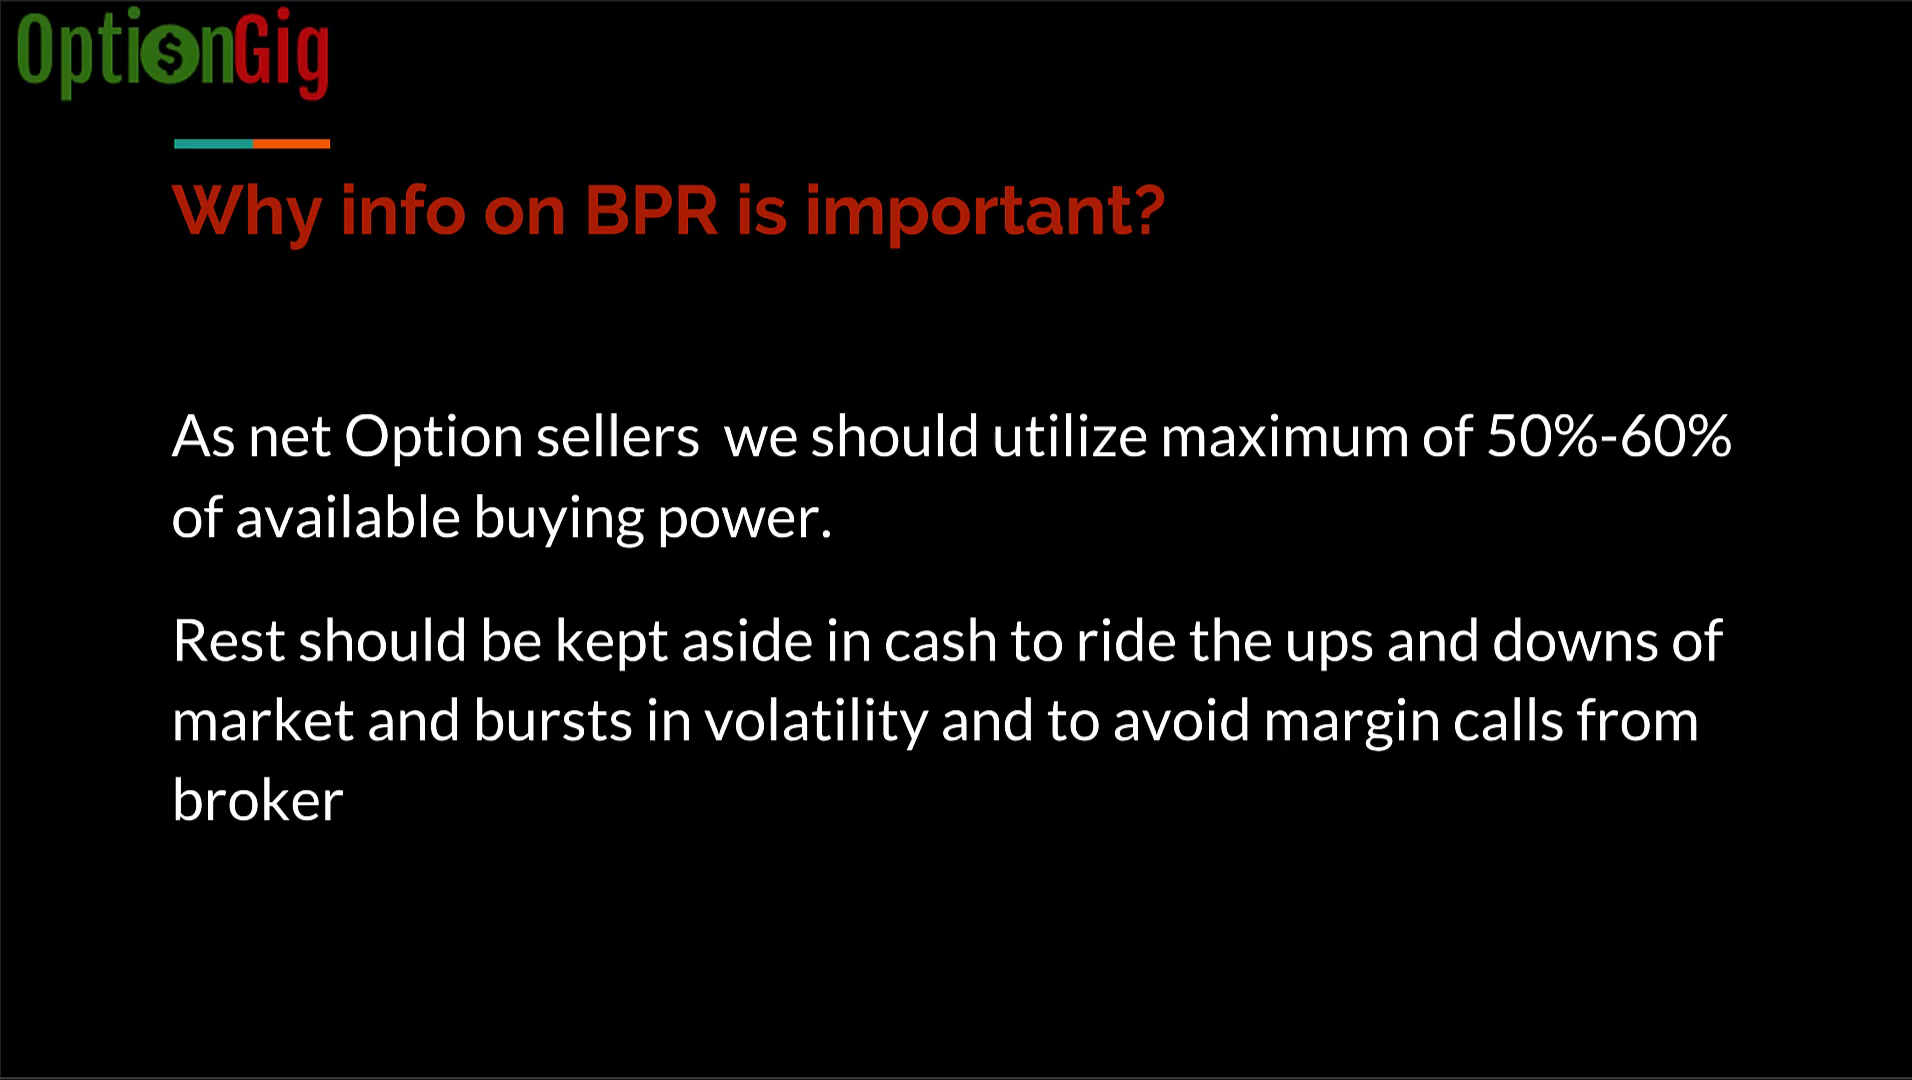 OptionGig
Why info on BPR is important?
As net Option sellers  we should utilize maximum of 50%-60%
of available buying power.
Rest should be kept aside in cash to ride the ups and downs of
market and bursts in volatility and to avoid margin calls from
broker